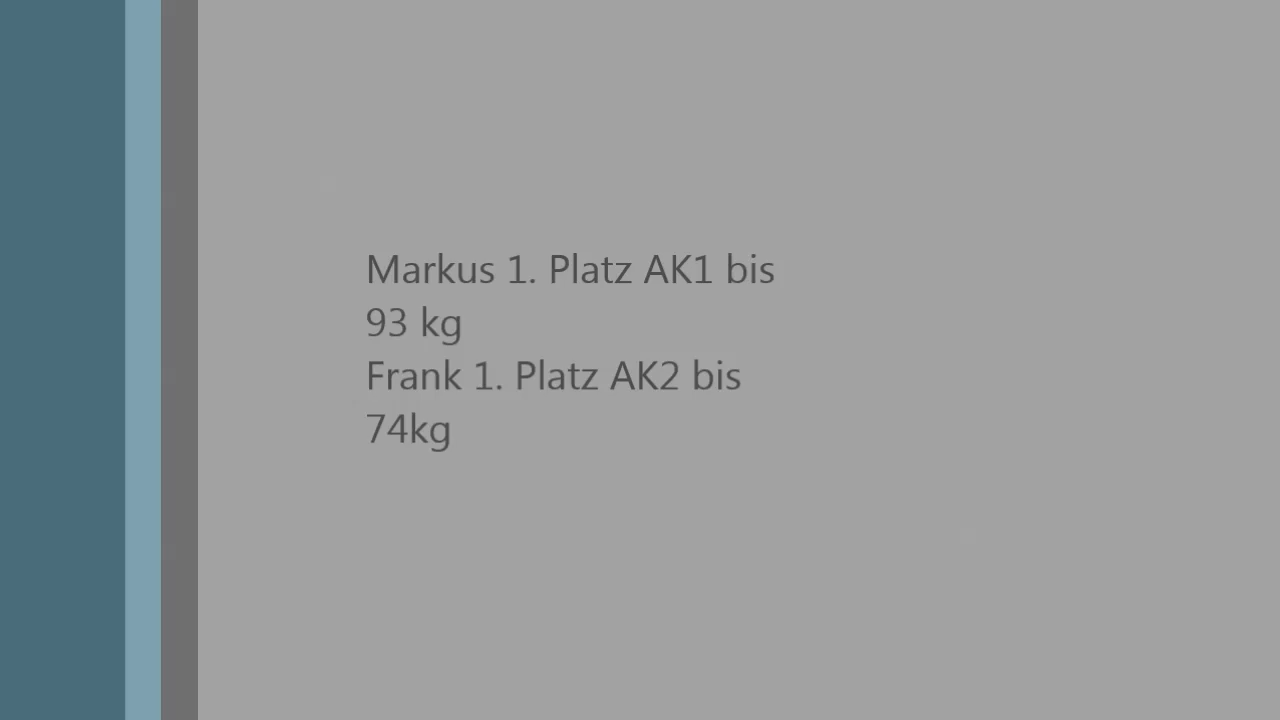 Markus 1. Platz AK1 bis
93 kg
Frank 1. Platz AK2 bis
74kg